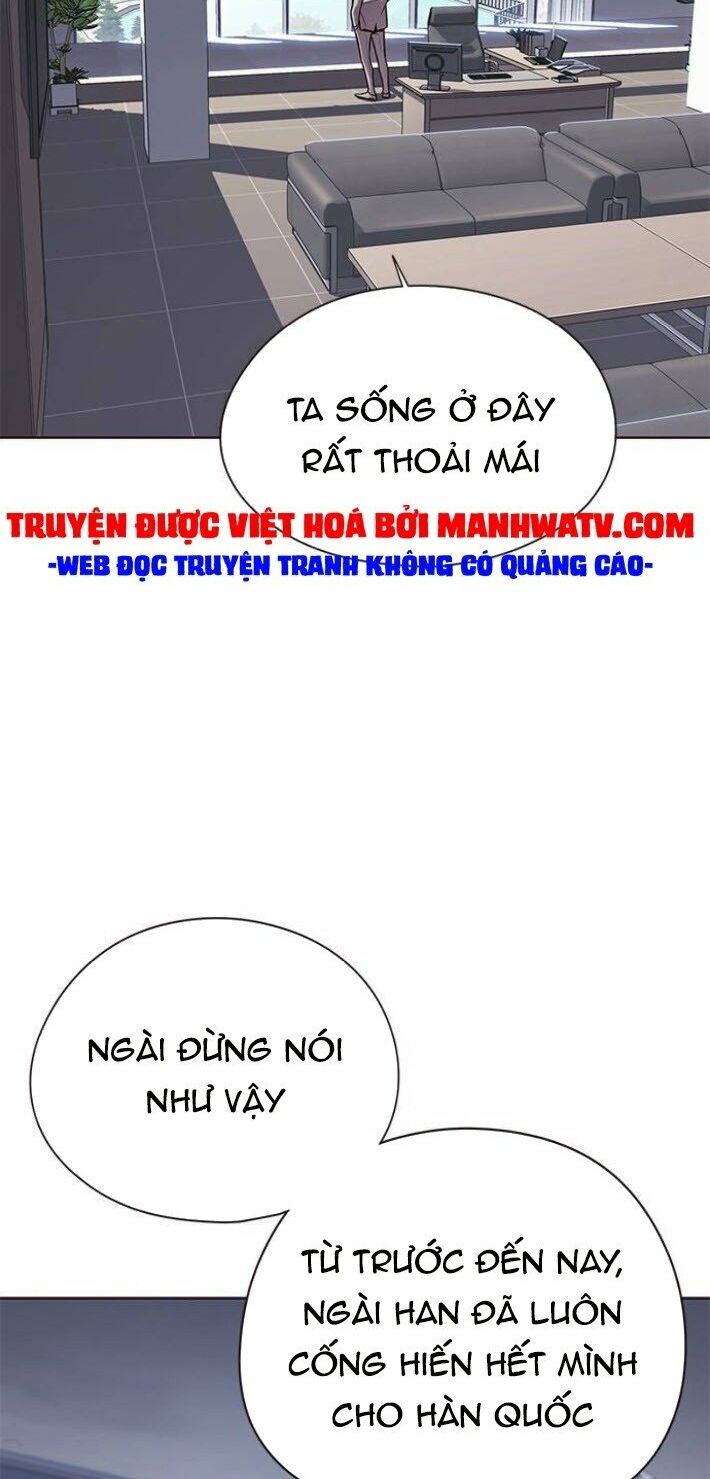 TA SỐNG Ở ĐÂY
RẤT THOẢI MÁI
TRUYỆN ĐƯỢC VIỆT HOÁ BỞI MANHWATV.COM
-WEB ĐỌC TRUYỆN TRANH KHÔNG CÓ QUẢNG CÁO-
NGÀI ĐỪNG NÓI
NHƯ VẬY
TỪ TRƯỚC ĐẾN NAY,
NGÀI HAN ĐÃ LUÔN
CỐNG HIẾN HẾT MÌNH
CHO HÀN QUỐC